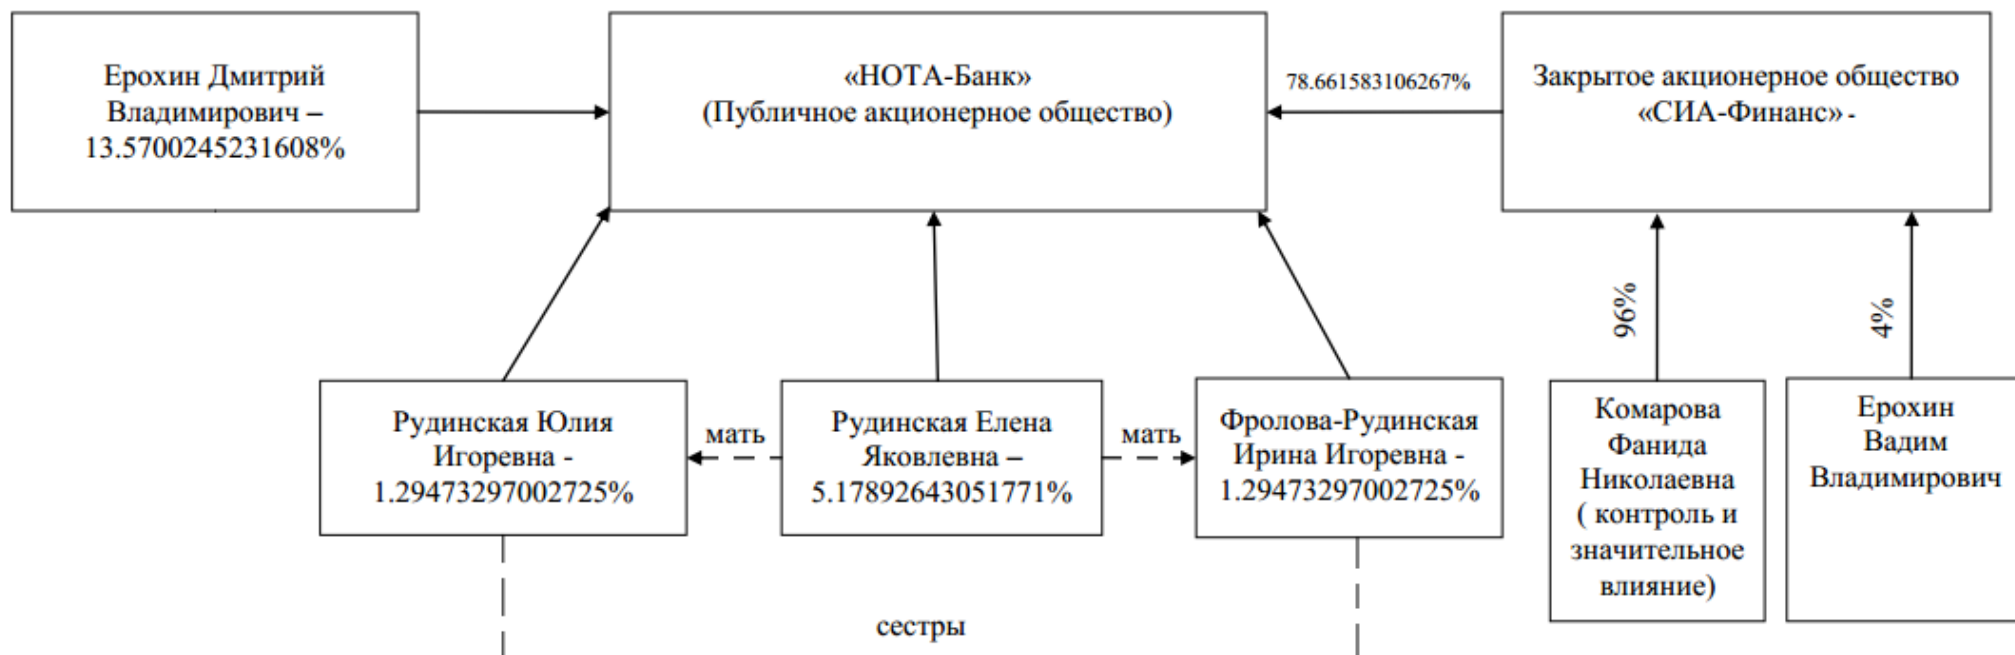 Ерохин Дмитрий
Владимирович –
13.5700245231608%
«НОТА-Банк»
(Публичное акционерное общество)
78.661583106267%
Закрытое акционерное общество
«СИА-Финанс» -
96%
4%
Рудинская Юлия
Игоревна -
1.29473297002725%
мать
Рудинская Елена
Яковлевна –
5.17892643051771%
мать
Фролова-Рудинская
Ирина Игоревна -
1.29473297002725%
Комарова
Фанида
Николаевна
( контроль и
значительное
влияние)
Ерохин
Вадим
Владимирович
сестры